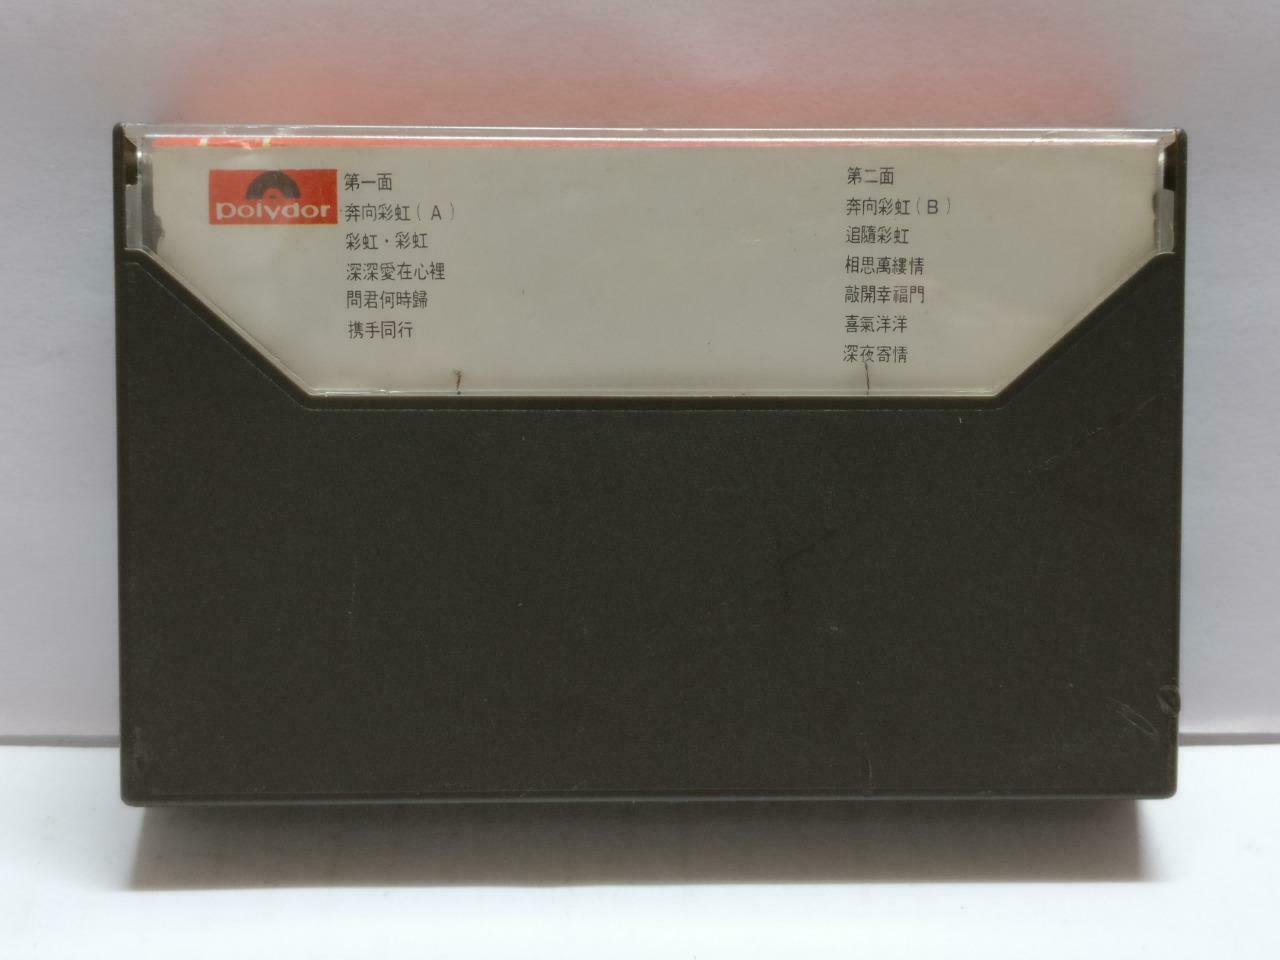 polydor
第一面
奔向彩虹(A)
彩虹·彩虹
深深愛在心裡
問君何時歸
携手同行
第二面
奔向彩虹(B)
追隨彩虹
相思萬縷情
敲開幸福門
喜氣洋洋
深夜寄情